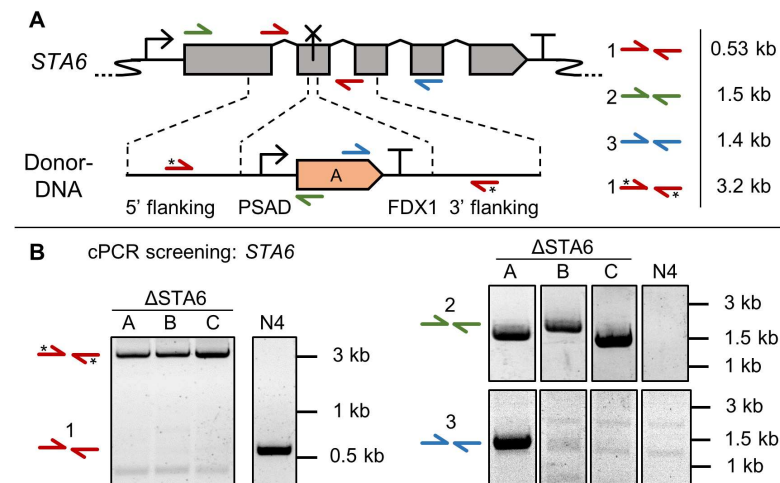 A
STA6
1 0.53 kb
2 1.5 kb
3 1.4 kb
1 * * 3.2 kb
Donor-
DNA
* A *
5’ flanking PSAD FDX1 3’ flanking
B cPCR screening: STA6
ΔSTA6
A B C N4
* *
3 kb
1 kb
1
0.5 kb
ΔSTA6
A B C N4
2
3 kb
1.5 kb
1 kb
3
3 kb
1.5 kb
1 kb